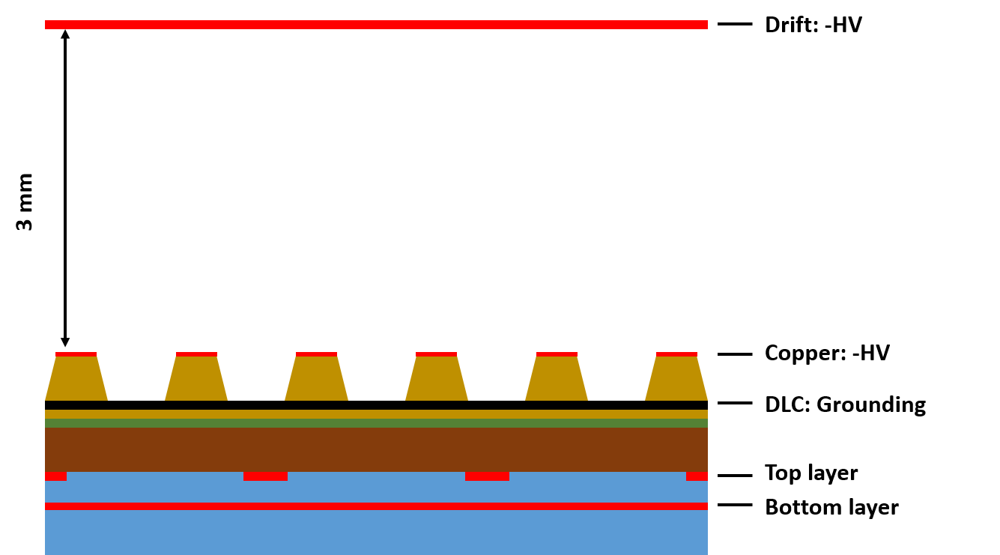 Drift: -HV
3 mm
Copper: -HV
DLC: Grounding
Top layer
Bottom layer